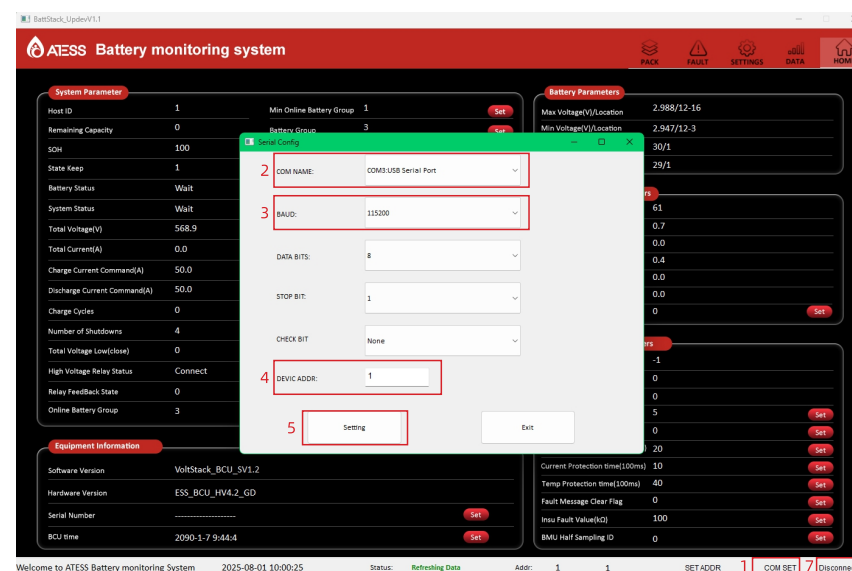 BattStack_UpdevV1.1
ATESS Battery monitoring system
PACK FAULT SETTINGS DATA HOM
System Parameter
Host ID 1 Min Online Battery Group 1 Set
Remaining Capacity 0 Battery Group 3 Set
SOH 100
State Keep 1
Battery Status Wait
System Status Wait
Total Voltage(V) 568.9
Total Current(A) 0.0
Charge Current Command(A) 50.0
Discharge Current Command(A) 50.0
Charge Cycles 0
Number of Shutdowns 4
Total Voltage Low(close) 0
High Voltage Relay Status Connect
Relay FeedBack State 0
Online Battery Group 3
Equipment Information
Software Version VoltStack_BCU_SV1.2
Hardware Version ESS_BCU_HV4.2_GD
Serial Number -------------------- Set
BCU time 2090-1-7 9:44:4 Set
Serial Config
2 COM NAME: COM3:USB Serial Port
3 BAUD: 115200
DATA BITS: 8
STOP BIT: 1
CHECK BIT None
4 DEVIC ADDR: 1
5 Setting Exit
Battery Parameters
Max Voltage(V)/Location 2.988/12-16
Min Voltage(V)/Location 2.947/12-3
30/1
29/1
rs
61
0.7
0.0
0.4
0.0
0.0
0 Set
ers
-1
0
0
5 Set
0 Set
) 20 Set
Current Protection time(100ms) 10 Set
Temp Protection time(100ms) 40 Set
Fault Message Clear Flag 0 Set
Insu Fault Value(kΩ) 100 Set
BMU Half Sampling IO 0 Set
Welcome to ATESS Battery monitoring System 2025-08-01 10:00:25 Status: Refreshing Data Addr: 1 1 SET ADDR 1 COM SET 7 Disconne